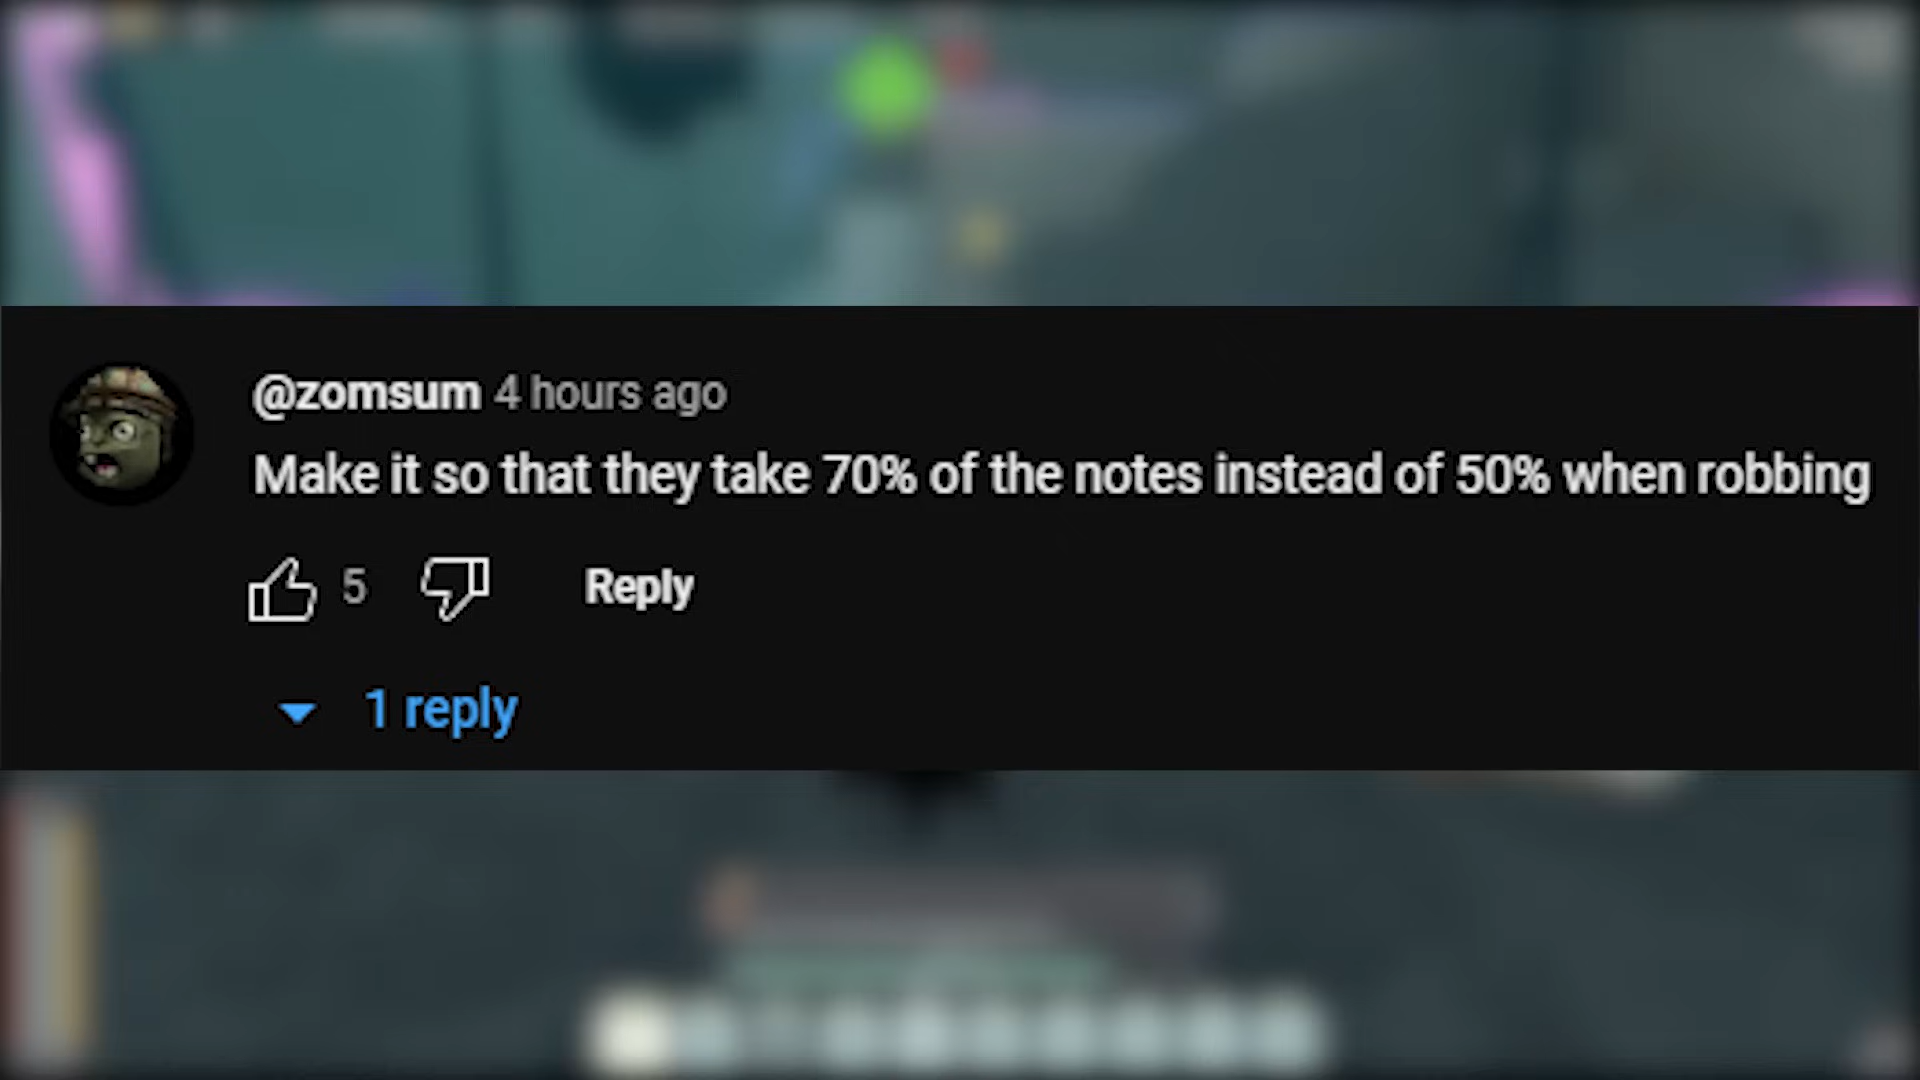 @zomsum 4 hours ago
Make it so that they take 70% of the notes instead of 50% when robbing
5 Reply
1 reply